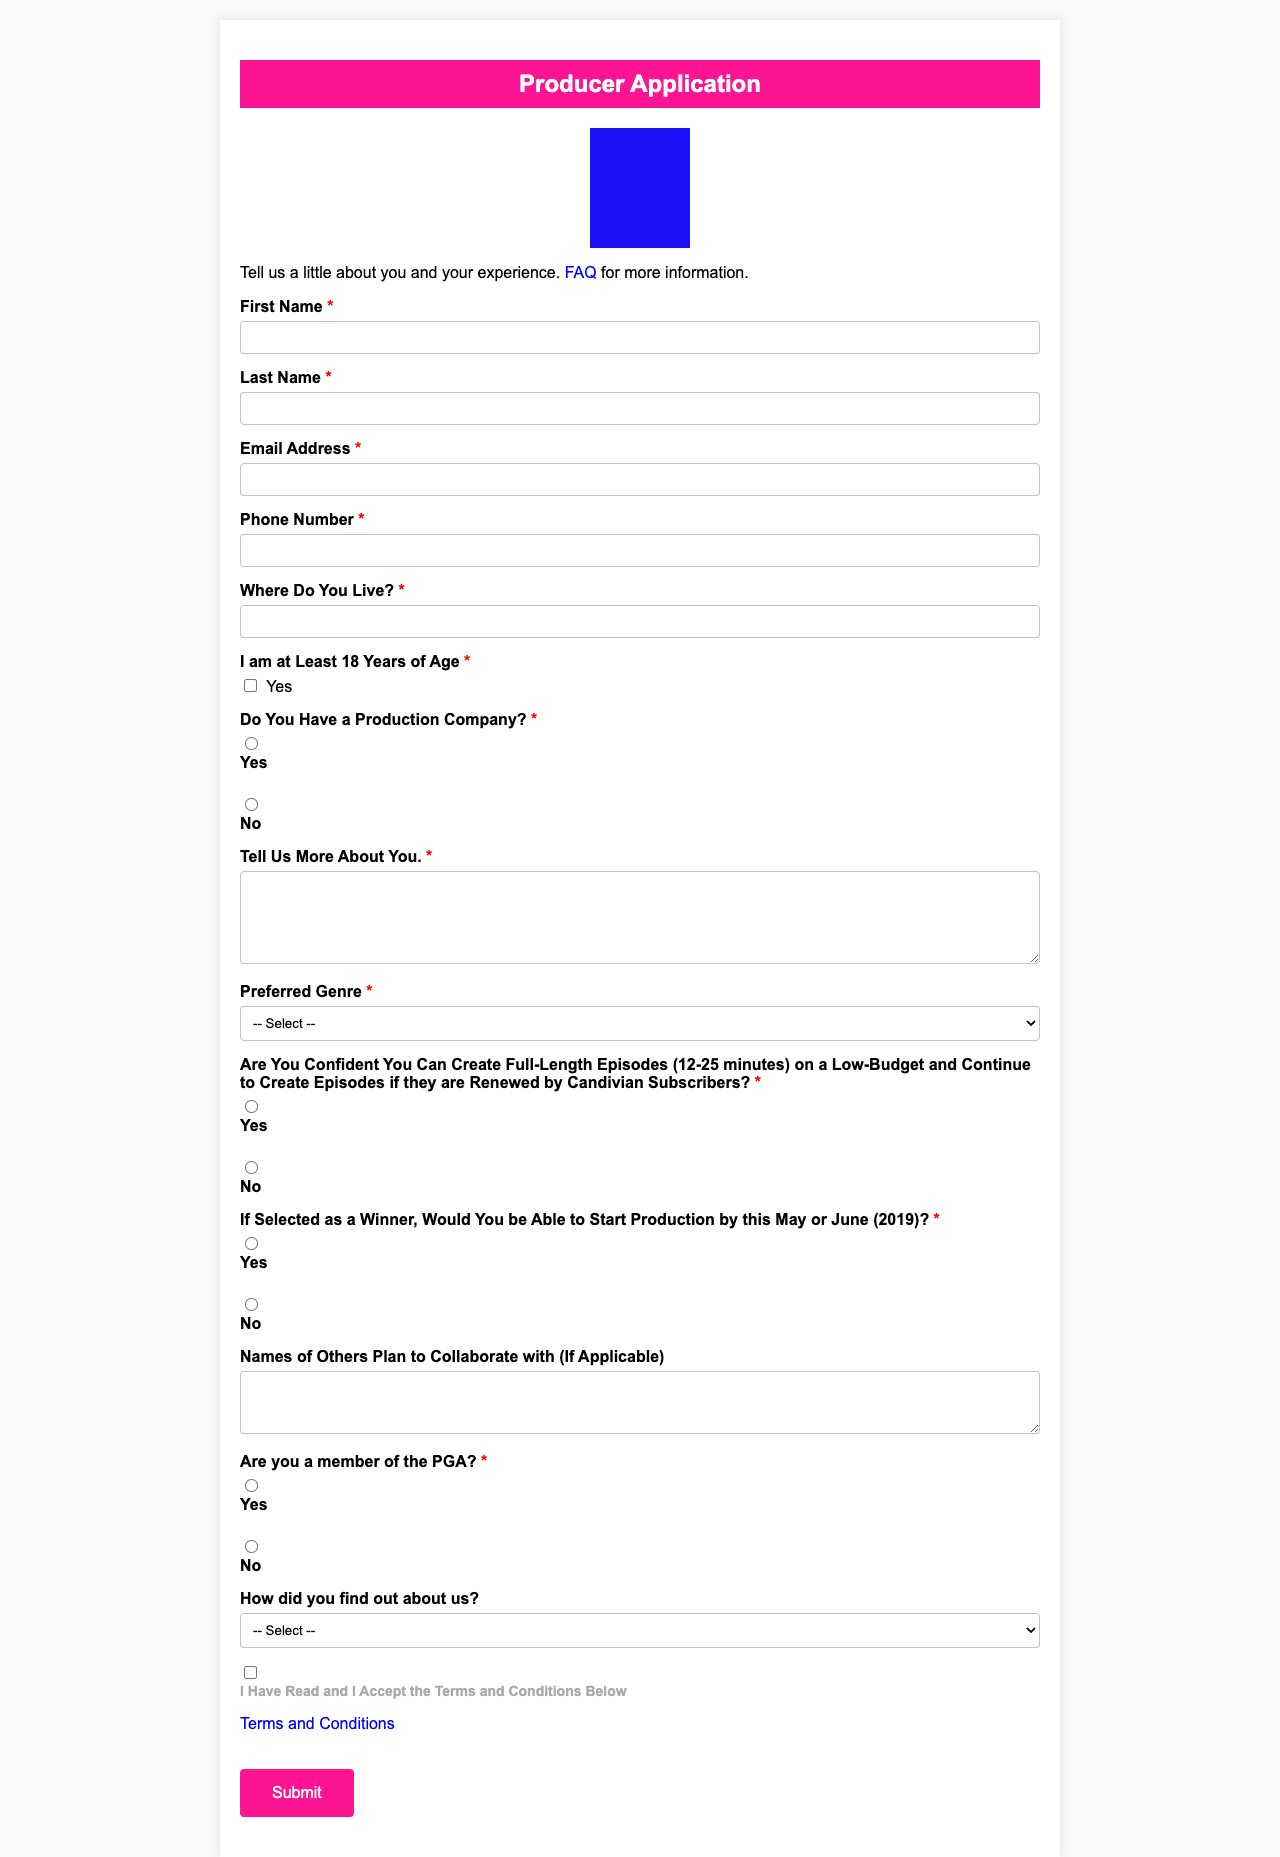 Producer Application
Tell us a little about you and your experience. FAQ for more information.
First Name *
Last Name *
Email Address *
Phone Number *
Where Do You Live? *
I am at Least 18 Years of Age *
Yes
Do You Have a Production Company? *
Yes
No
Tell Us More About You. *
Preferred Genre *
-- Select --
Are You Confident You Can Create Full-Length Episodes (12-25 minutes) on a Low-Budget and Continue
to Create Episodes if they are Renewed by Candivian Subscribers? *
Yes
No
If Selected as a Winner, Would You be Able to Start Production by this May or June (2019)? *
Yes
No
Names of Others Plan to Collaborate with (If Applicable)
Are you a member of the PGA? *
Yes
No
How did you find out about us?
-- Select --
I Have Read and I Accept the Terms and Conditions Below
Terms and Conditions
Submit